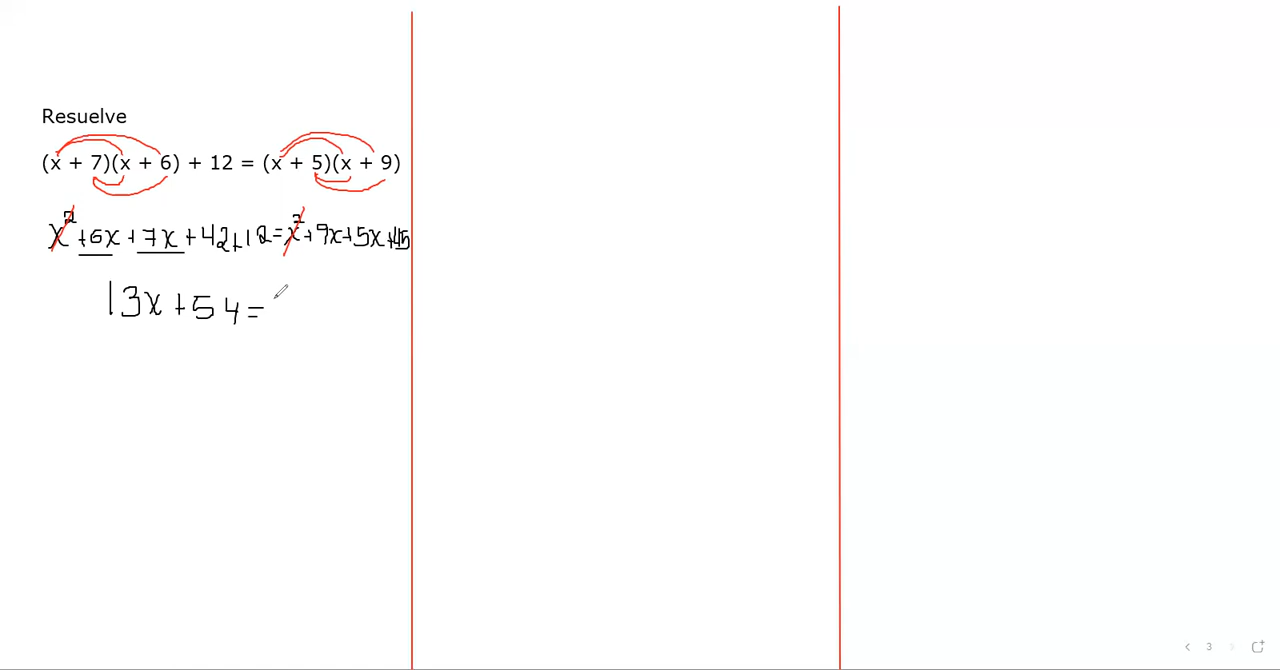 Resuelve
(x + 7)(x + 6) + 12 = (x + 5)(x + 9)
x²+6x+7x+42+12=x²+9x+5x+45
13x+54=
3